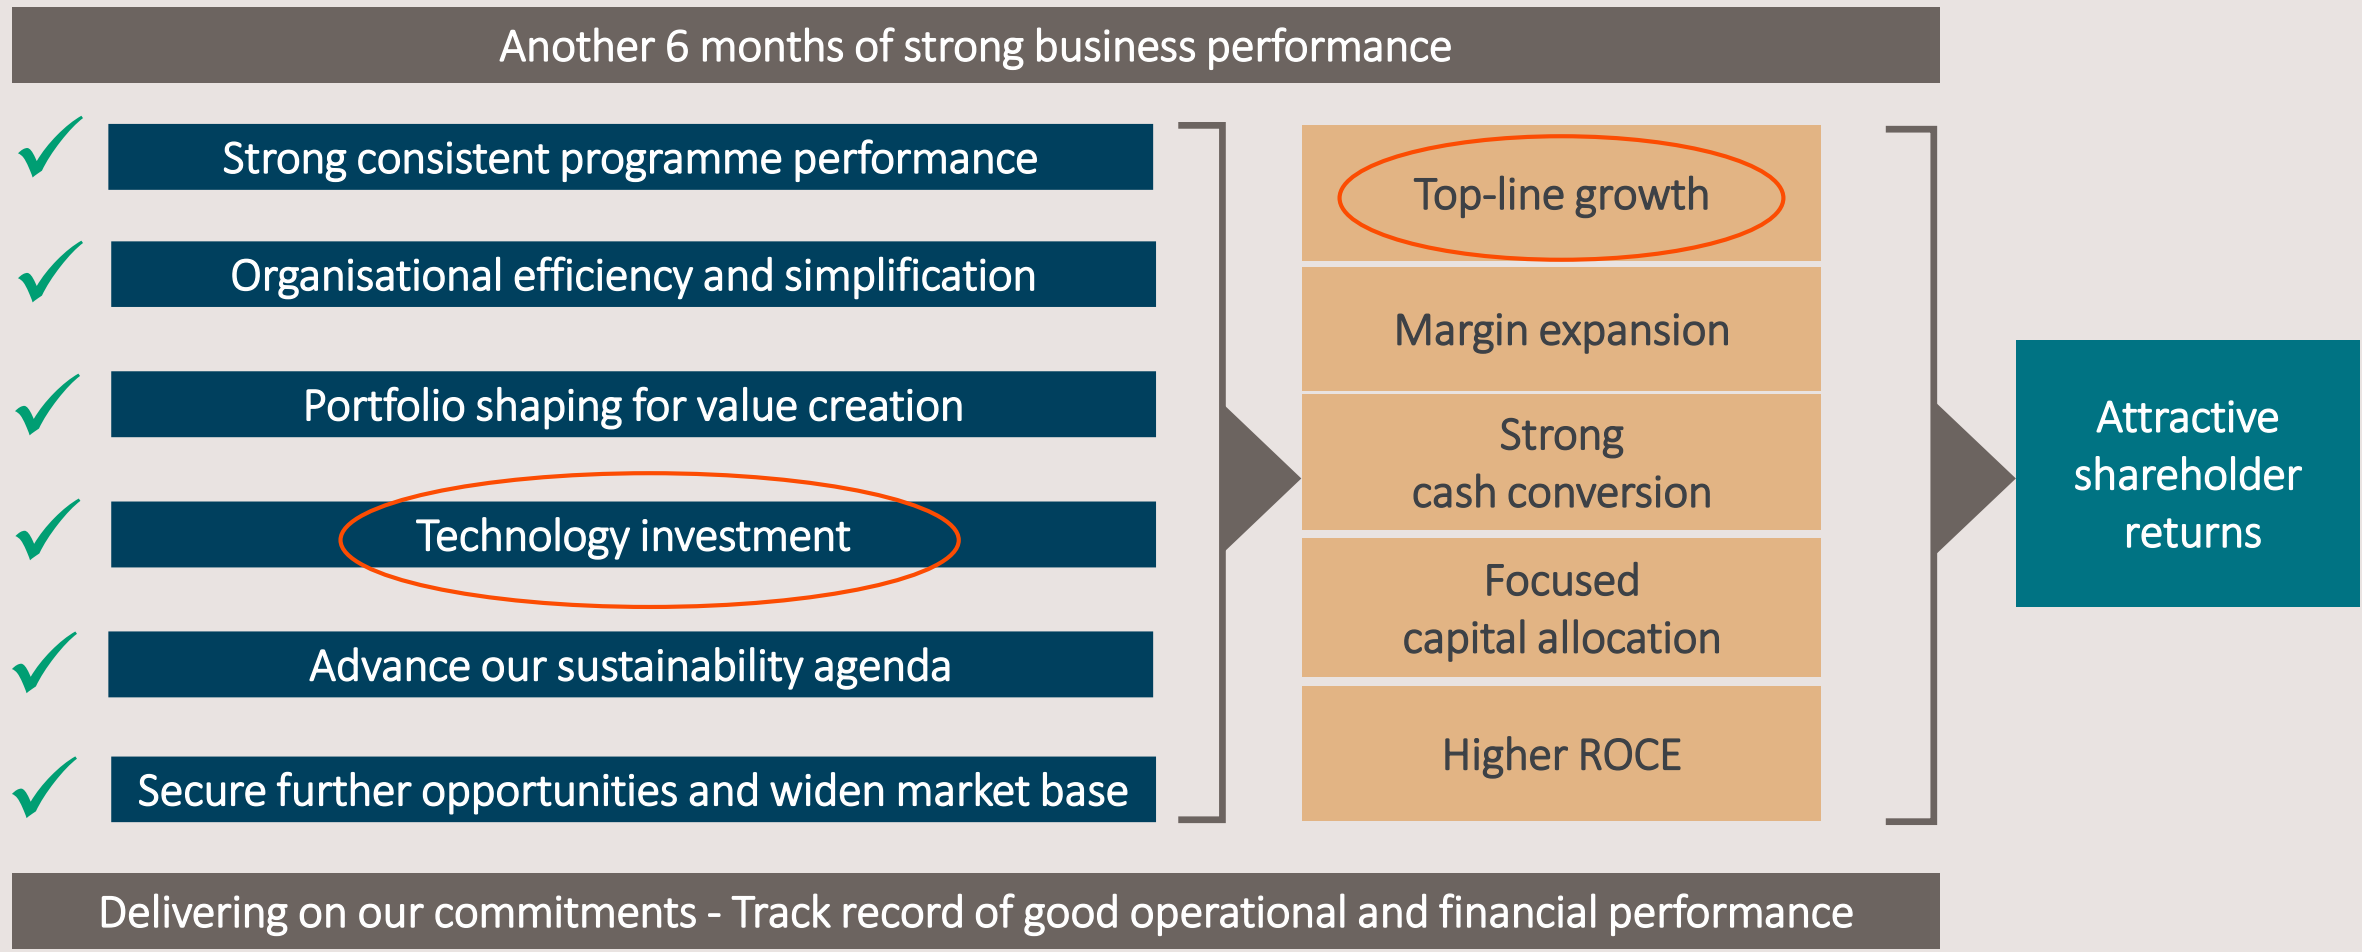 Another 6 months of strong business performance
Strong consistent programme performance
Organisational efficiency and simplification
Portfolio shaping for value creation
Technology investment
Advance our sustainability agenda
Secure further opportunities and widen market base
Top-line growth
Margin expansion
Strong
cash conversion
Focused
capital allocation
Higher ROCE
Attractive
shareholder
returns
Delivering on our commitments - Track record of good operational and financial performance